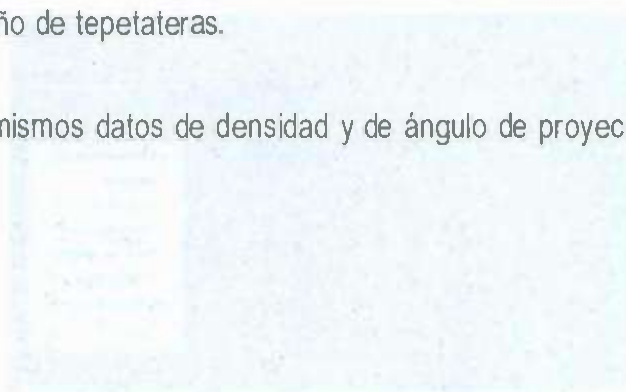 ño de tepetateras.
mismos datos de densidad y de ángulo de proyec